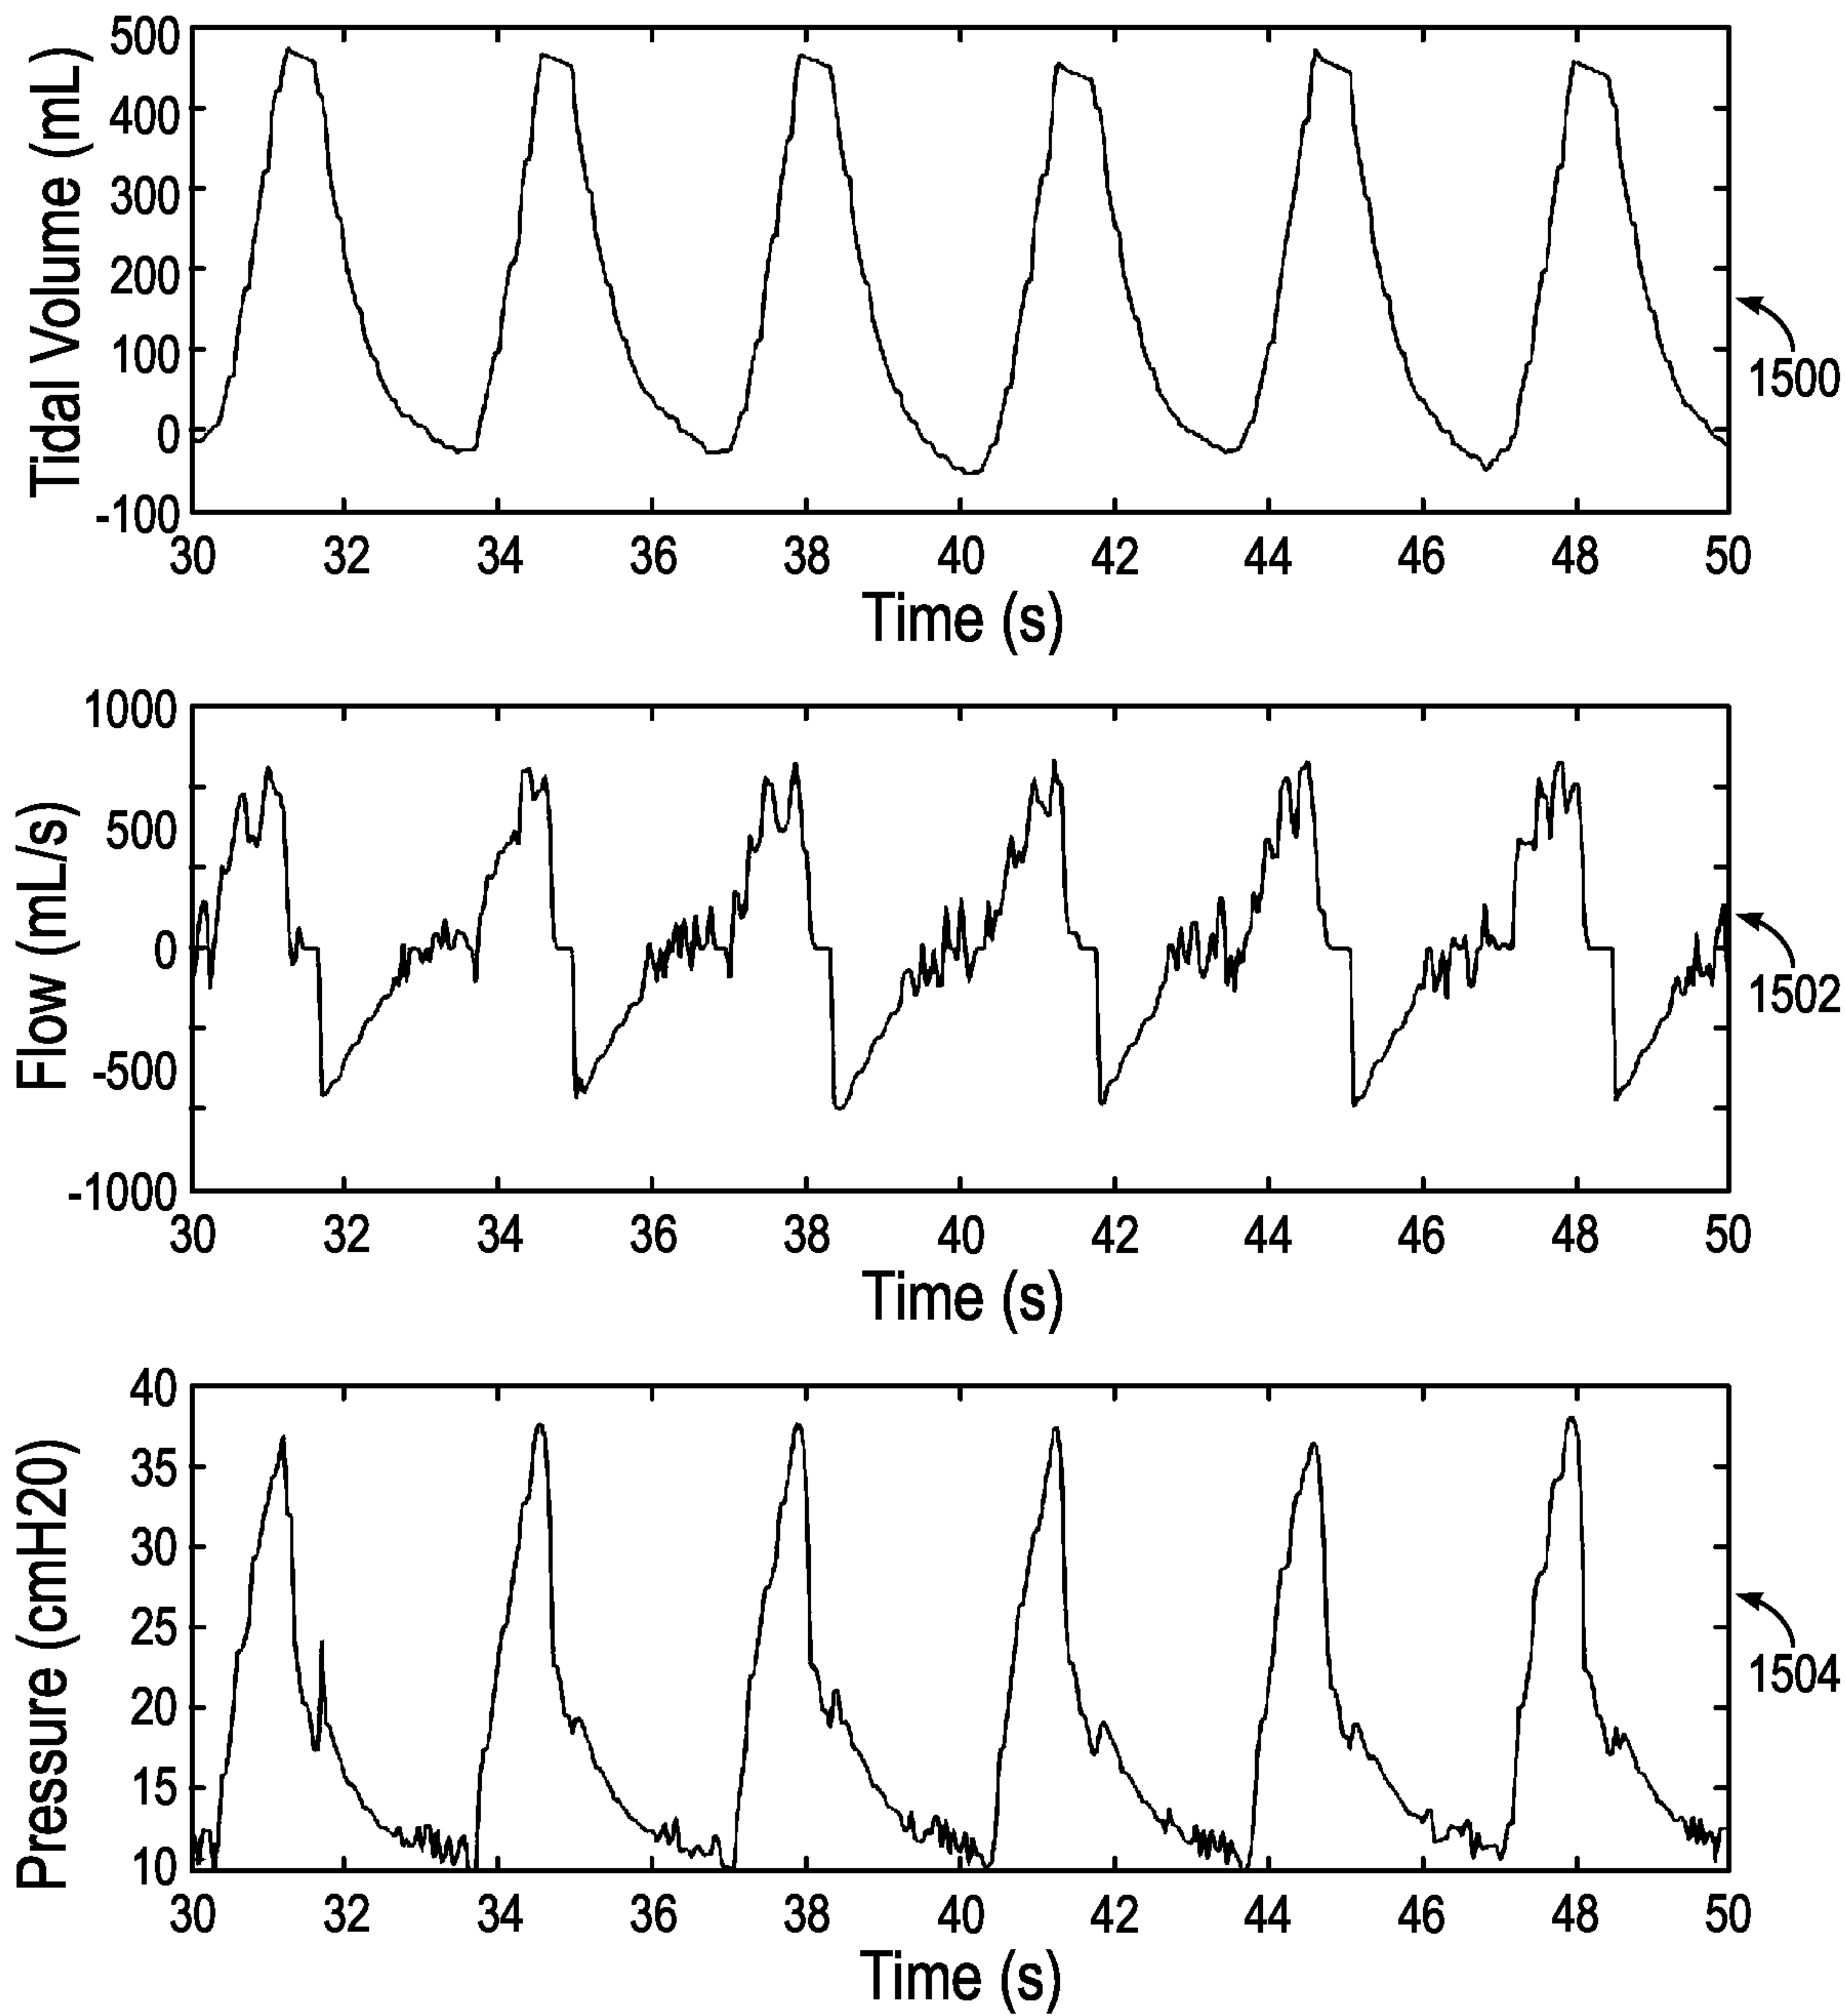 Tidal Volume (mL)
500
400
300
200
100
0
-100
30 32 34 36 38 40 42 44 46 48 50
Time (s)
1500
Flow (mL/s)
1000
500
0
-500
-1000
30 32 34 36 38 40 42 44 46 48 50
Time (s)
1502
Pressure (cmH20)
40
35
30
25
20
15
10
30 32 34 36 38 40 42 44 46 48 50
Time (s)
1504